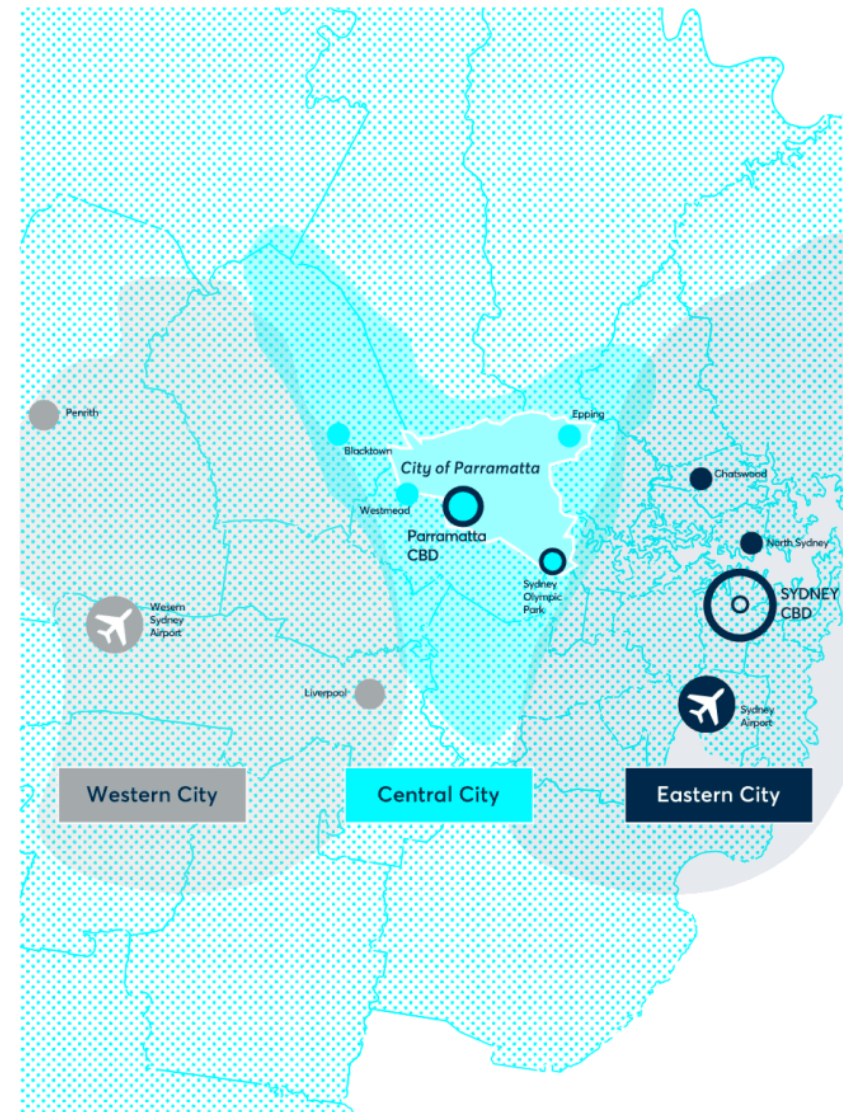 Penrith
Epping
Blacktown
City of Parramatta
Chatswood
Westmead
Parramatta
CBD
North Sydney
Sydney
Olympic
Park
SYDNEY
CBD
Wesern
Sydney
Airport
Liverpool
Sydney
Airport
Western City
Central City
Eastern City